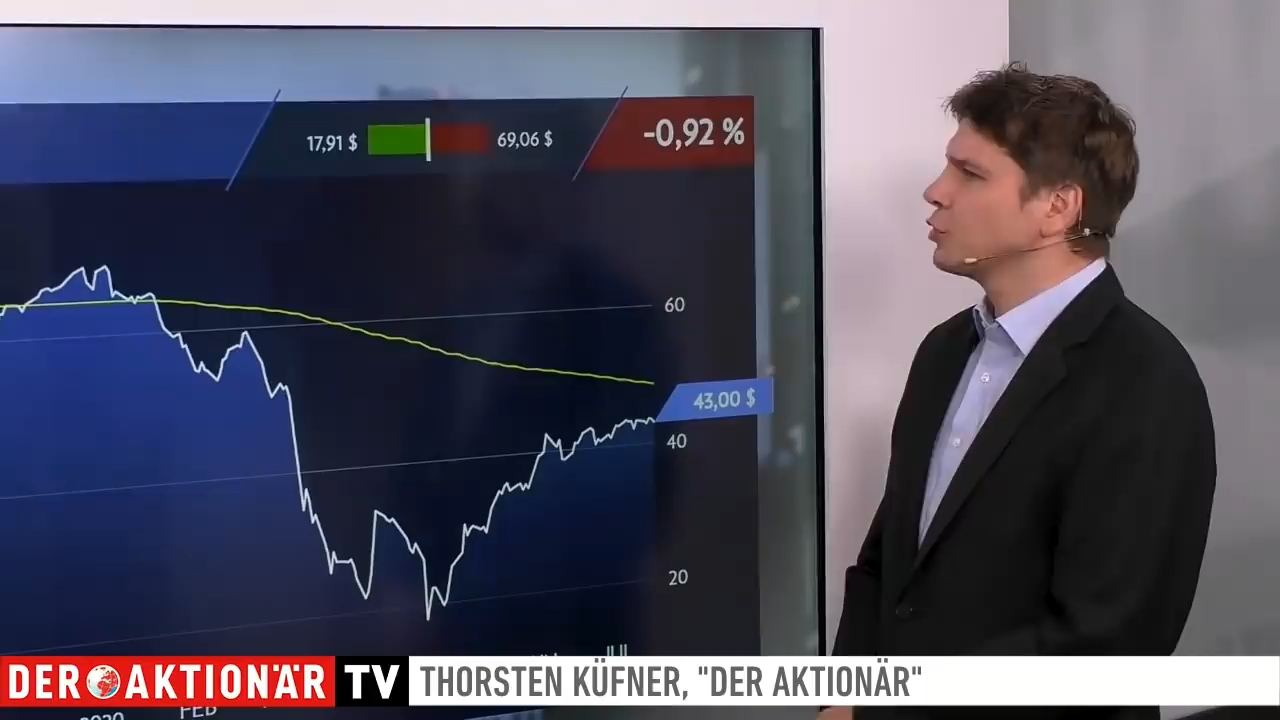 17,91 $ 69,06 $ -0,92 %
60
43,00 $
40
20
DER AKTIONÄR TV THORSTEN KÜFNER, "DER AKTIONÄR"
2020 FEB